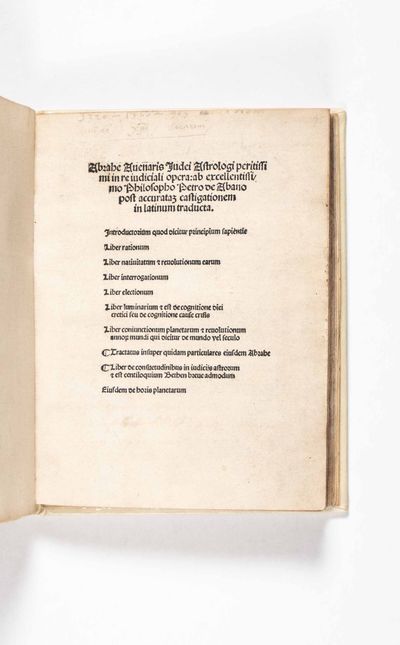 Abrahe Auenaris Judei Astrologi peritissi
mi in re iudiciali opera: ab excellentissi,
mo Philosopho Petro de Abano
post accurataʒ castigationem
in latinum traducta.
Introductorium quod dicitur principium sapientie
Liber rationum
Liber natiuitatum ⁊ reuolutionum earum
Liber interrogationum
Liber electionum
Liber luminarium ⁊ est de cognitione diei
cretici seu de cognitione cause crisis
Liber coniunctionum planetarum ⁊ reuolutionum
annoꝝ mundi qui dicitur de mundo vel seculo
¶ Tractatus insuper quidam particulares eiusdem Abrahe
¶ Liber de consuetudinibus in iudiciis astrorum
⁊ est centiloquium Bethen breue admodum
Eiusdem de horis planetarum